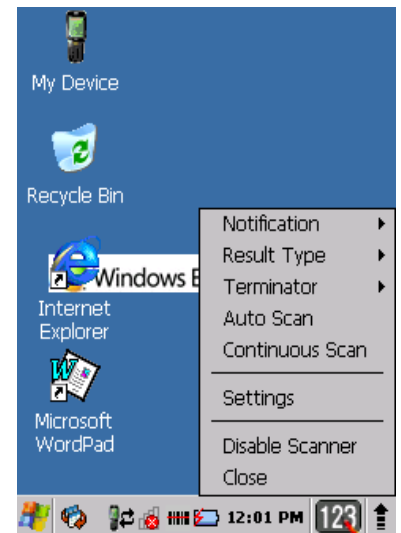 My Device
Recycle Bin
Windows E
Internet
Explorer
Microsoft
WordPad
Notification
Result Type
Terminator
Auto Scan
Continuous Scan
Settings
Disable Scanner
Close
12:01 PM
123